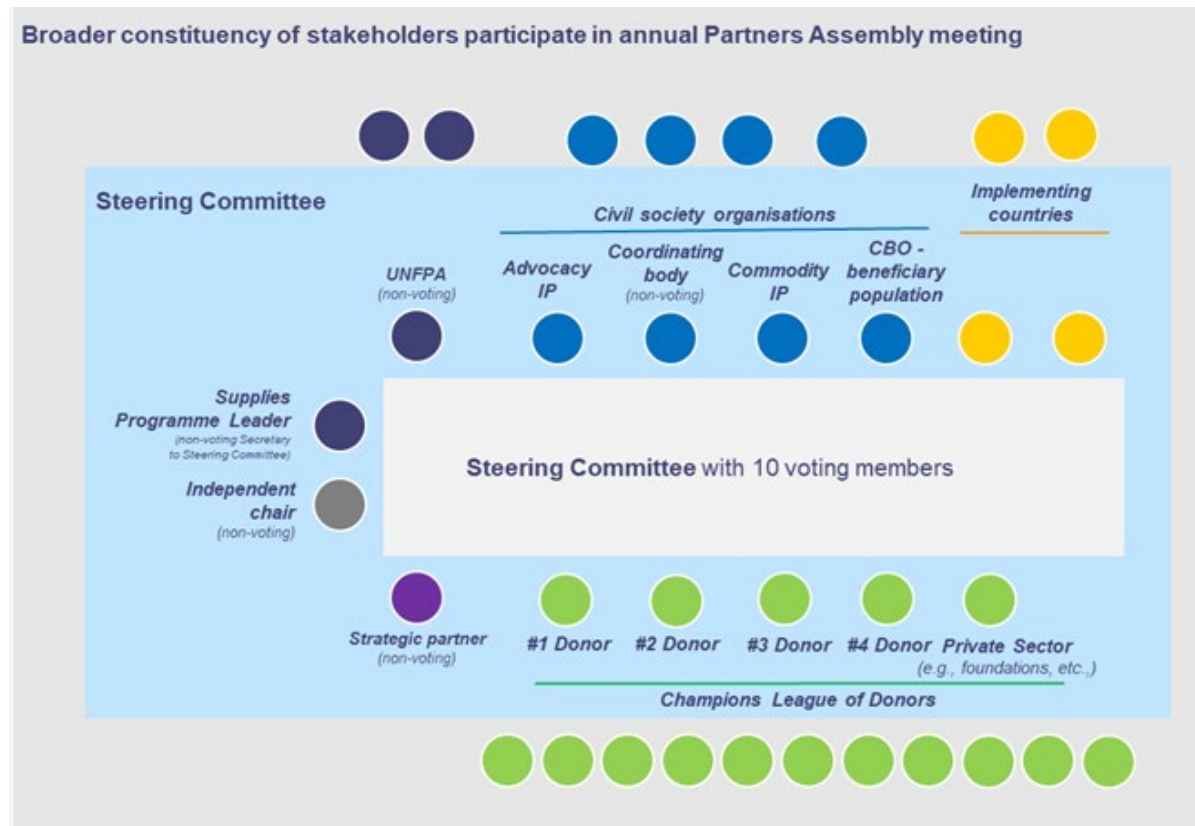 Broader constituency of stakeholders participate in annual Partners Assembly meeting
Steering Committee
Implementing
countries
Civil society organisations
UNFPA
(non-voting)
Advocacy
IP
Coordinating
body
(non-voting)
Commodity
IP
CBO -
beneficiary
population
Supplies
Programme Leader
(non-voting Secretary
to Steering Committee)
Independent
chair
(non-voting)
Steering Committee with 10 voting members
Strategic partner
(non-voting)
#1 Donor
#2 Donor
#3 Donor
#4 Donor
Private Sector
(e.g., foundations, etc.,)
Champions League of Donors